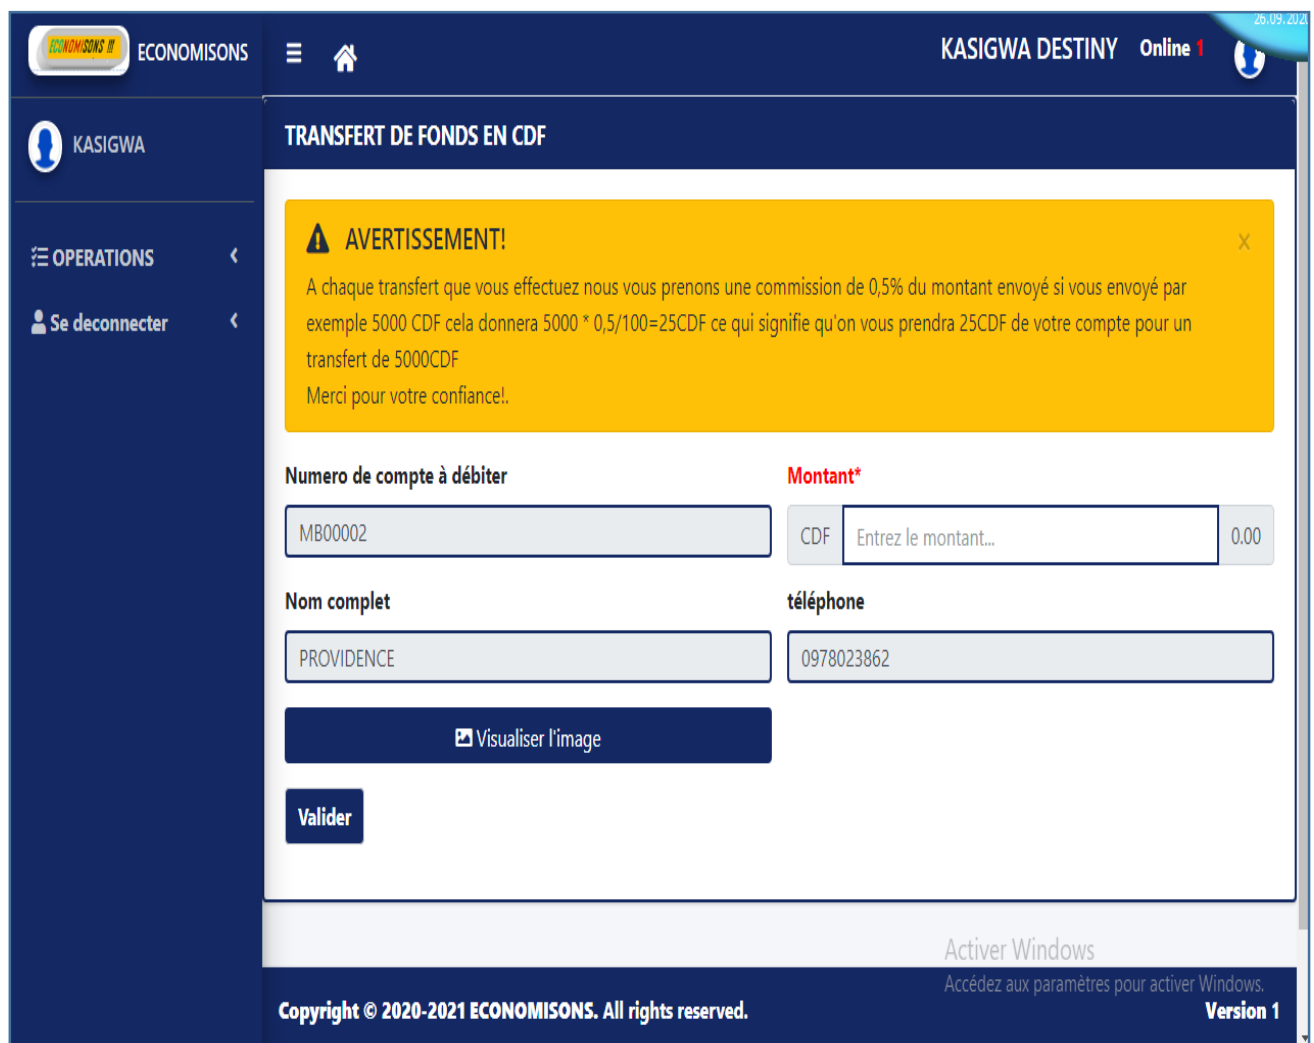 ECONOMISONS !!!
ECONOMISONS
KASIGWA DESTINY
Online 1
26.09.2020
KASIGWA
TRANSFERT DE FONDS EN CDF
OPERATIONS
Se deconnecter
AVERTISSEMENT!
x
A chaque transfert que vous effectuez nous vous prenons une commission de 0,5% du montant envoyé si vous envoyé par
exemple 5000 CDF cela donnera 5000 * 0,5/100=25CDF ce qui signifie qu'on vous prendra 25CDF de votre compte pour un
transfert de 5000CDF
Merci pour votre confiance!.
Numero de compte à débiter
Montant*
MB00002
CDF
Entrez le montant...
0.00
Nom complet
téléphone
PROVIDENCE
0978023862
Visualiser l'image
Valider
Activer Windows
Accédez aux paramètres pour activer Windows.
Copyright © 2020-2021 ECONOMISONS. All rights reserved.
Version 1